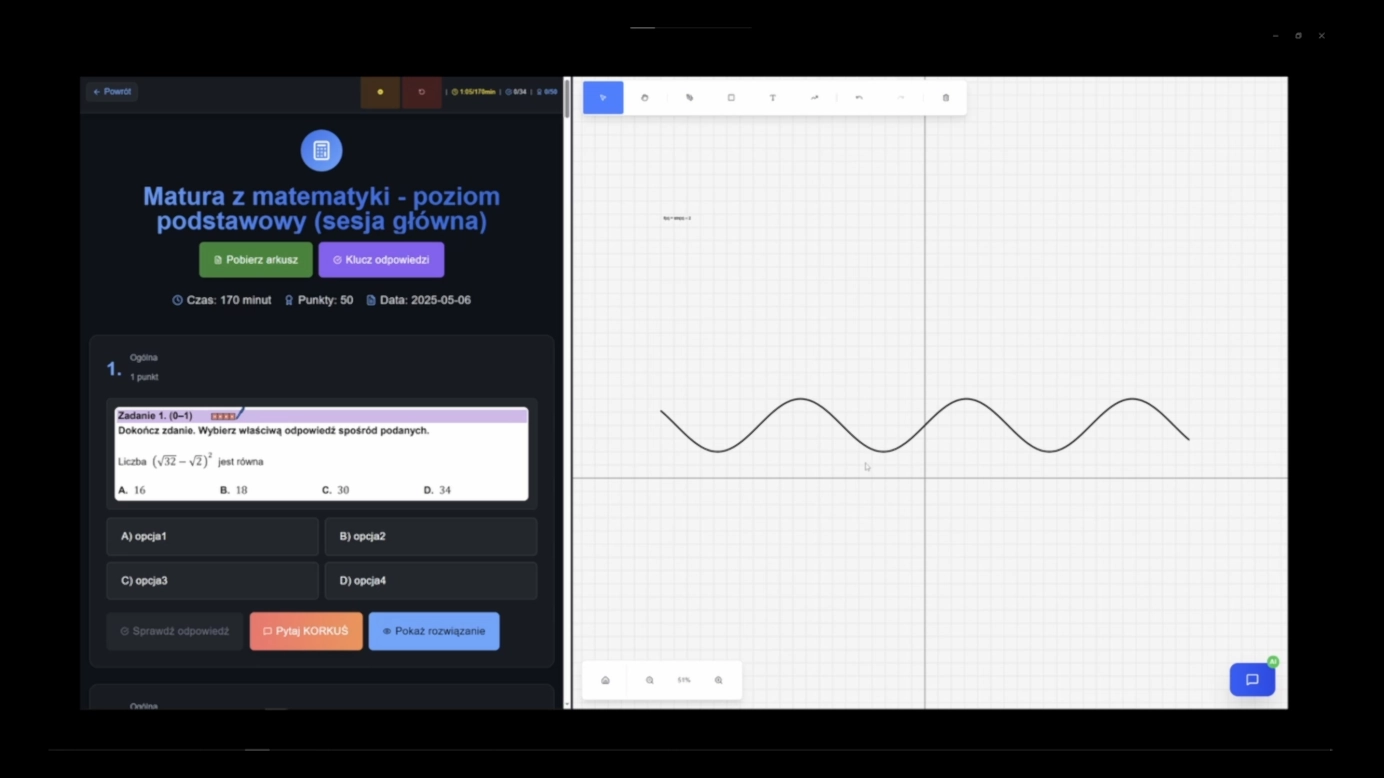 ← Powrót
1:05/170min | 0/34 | 0/50
Matura z matematyki - poziom
podstawowy (sesja główna)
Pobierz arkusz
Klucz odpowiedzi
Czas: 170 minut Punkty: 50 Data: 2025-05-06
1.
Ogólna
1 punkt
Zadanie 1. (0–1)
Dokończ zdanie. Wybierz właściwą odpowiedź spośród podanych.
Liczba (√32 − √2)² jest równa
A. 16 B. 18 C. 30 D. 34
A) opcja1
B) opcja2
C) opcja3
D) opcja4
Sprawdź odpowiedź
Pytaj KORKUŚ
Pokaż rozwiązanie
Ogólna
T
51%
AI